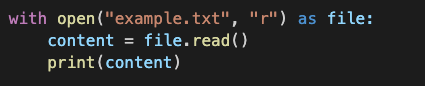 with open("example.txt", "r") as file:
    content = file.read()
    print(content)